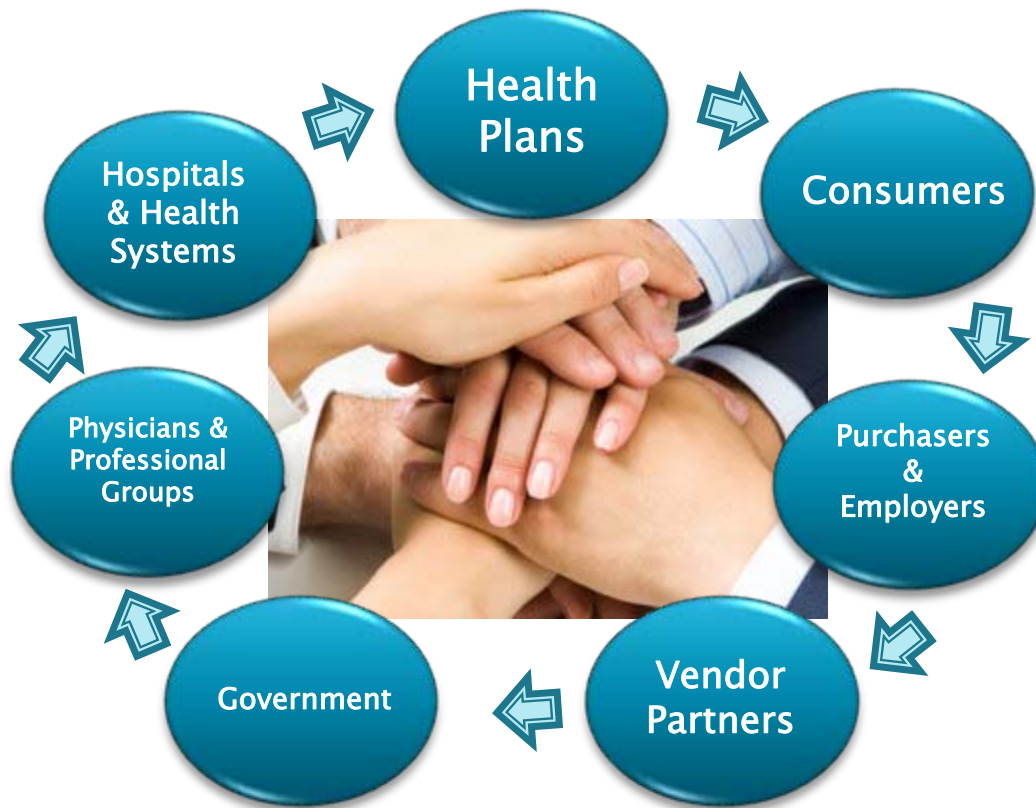 Health
Plans
Consumers
Purchasers
&
Employers
Vendor
Partners
Government
Physicians &
Professional
Groups
Hospitals
& Health
Systems